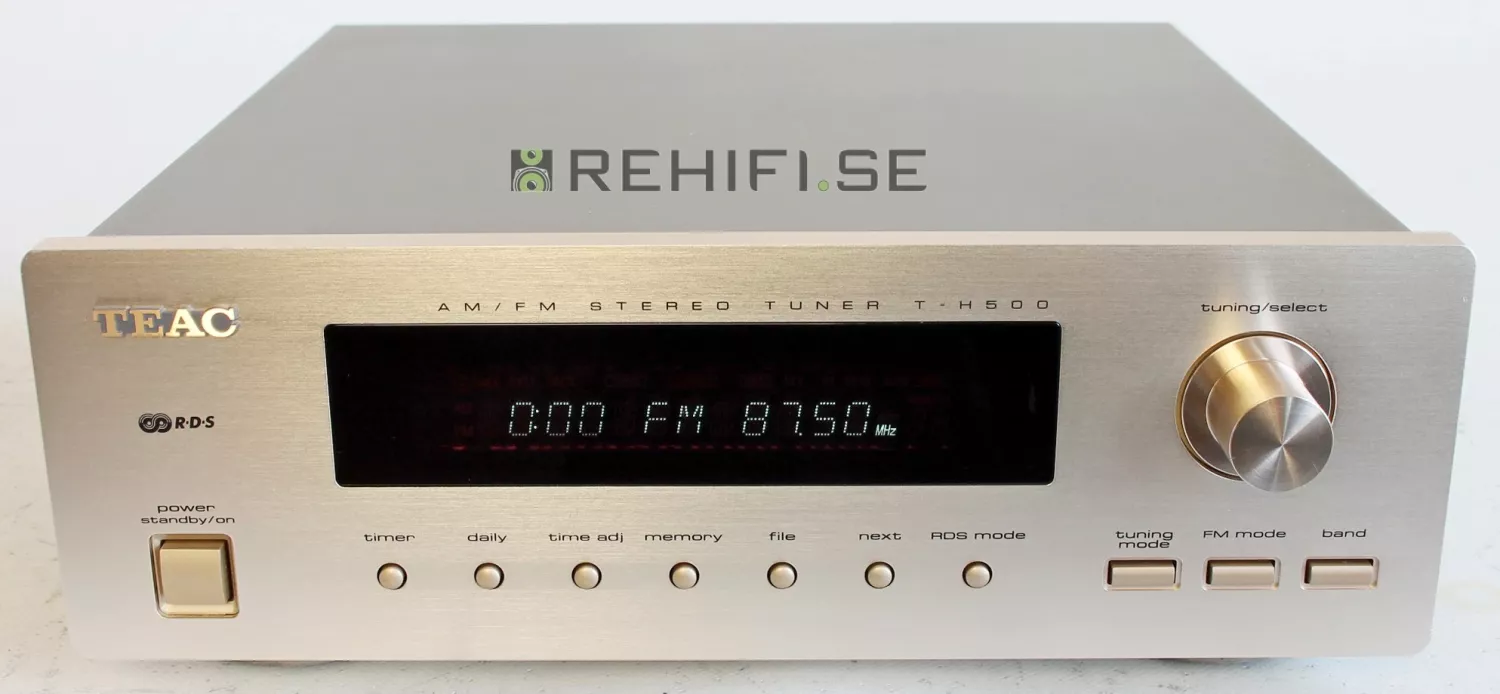 REHIFI.SE
AM/FM STEREO TUNER T-H500
TEAC
tuning/select
0:00 FM 87.50 MHz
R·D·S
power
standby/on
timer daily time adj memory file next RDS mode
tuning
mode
FM mode band